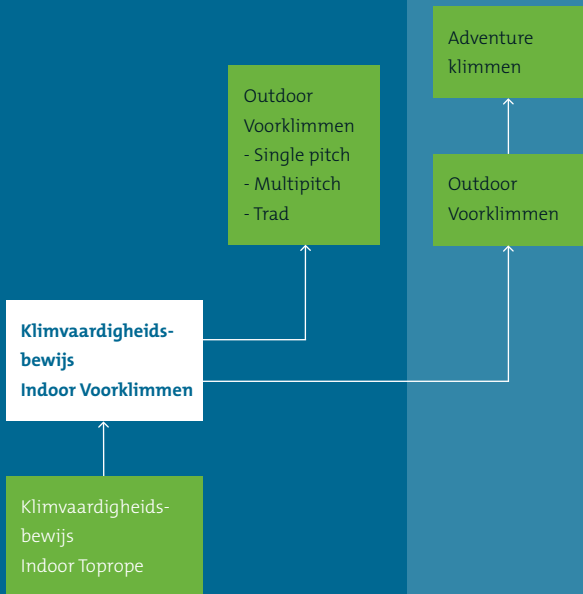 Adventure
klimmen
Outdoor
Voorklimmen
- Single pitch
- Multipitch
- Trad
Outdoor
Voorklimmen
Klimvaardigheids-
bewijs
Indoor Voorklimmen
Klimvaardigheids-
bewijs
Indoor Toprope